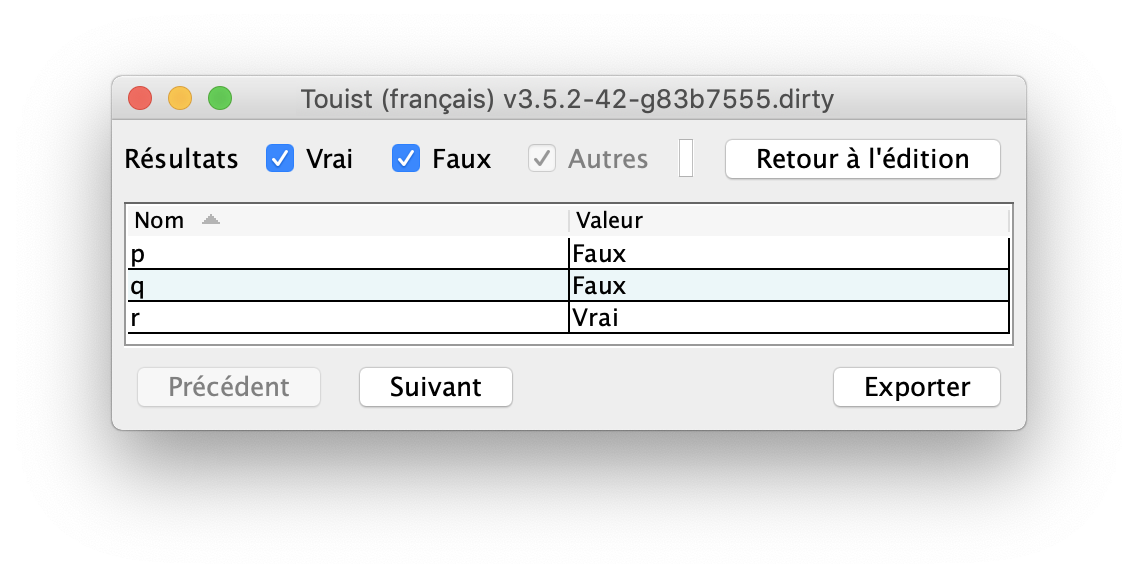 Touist (français) v3.5.2-42-g83b7555.dirty
Résultats Vrai Faux Autres Retour à l'édition
Nom Valeur
p Faux
q Faux
r Vrai
Précédent Suivant Exporter